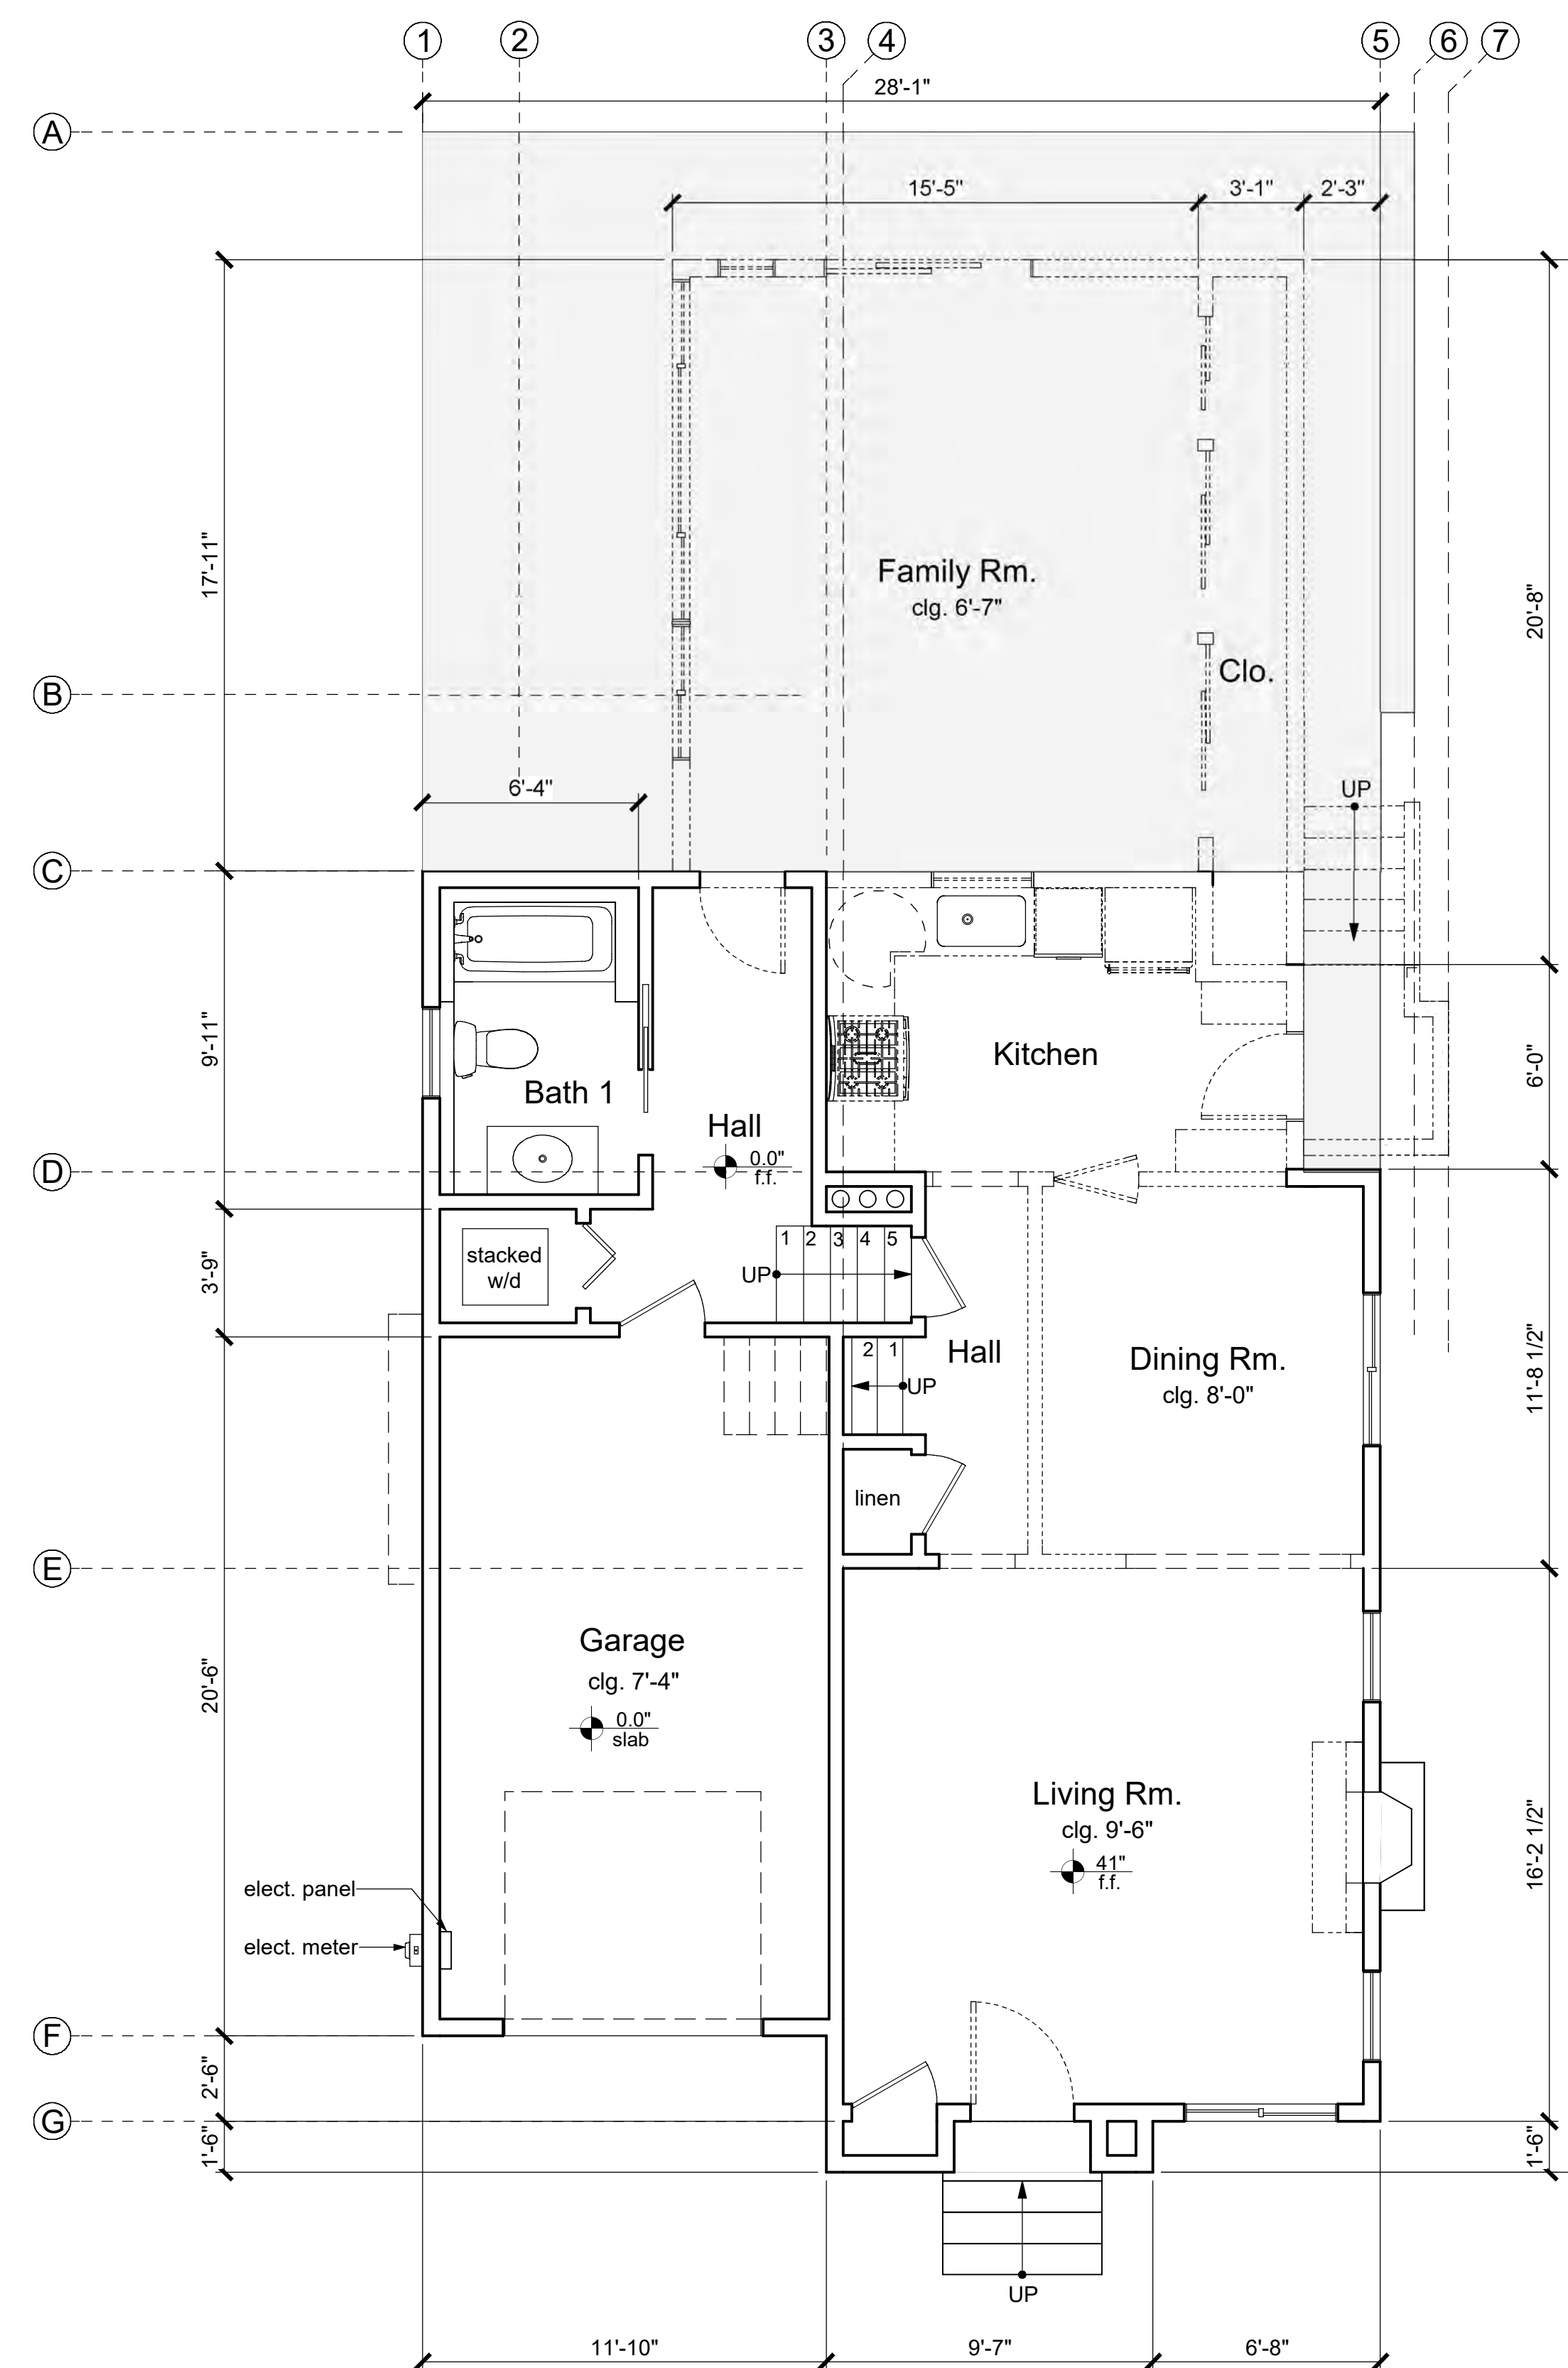 1 2 3 4 5 6 7
28'-1"
A
15'-5" 3'-1" 2'-3"
17'-11"
Family Rm.
clg. 6'-7"
20'-8"
Clo.
B
6'-4"
UP
C
9'-11"
Kitchen
6'-0"
Bath 1
Hall
0.0"
f.f.
D
stacked
w/d
3'-9"
1 2 3 4 5
UP
2 1
UP
Hall
Dining Rm.
clg. 8'-0"
11'-8 1/2"
linen
E
Garage
clg. 7'-4"
0.0"
slab
20'-6"
Living Rm.
clg. 9'-6"
41"
f.f.
16'-2 1/2"
elect. panel
elect. meter
F
2'-6"
G
1'-6"
1'-6"
UP
11'-10" 9'-7" 6'-8"